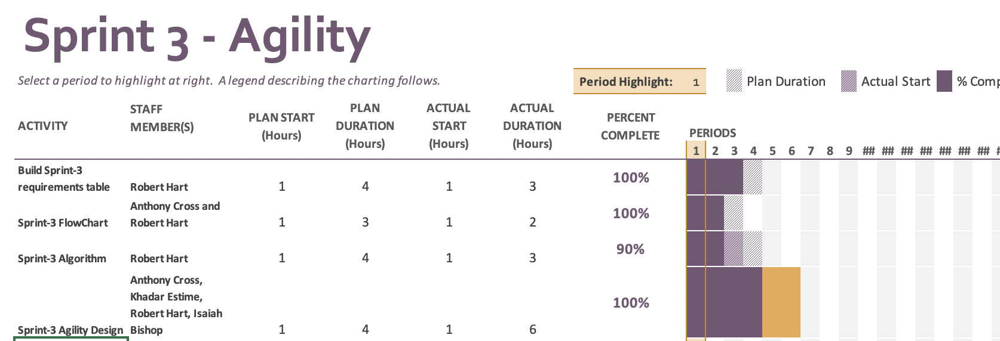 Sprint 3 - Agility
Select a period to highlight at right.  A legend describing the charting follows.
Period Highlight: 1
Plan Duration
Actual Start
% Comp
ACTIVITY
STAFF
MEMBER(S)
PLAN START
(Hours)
PLAN
DURATION
(Hours)
ACTUAL
START
(Hours)
ACTUAL
DURATION
(Hours)
PERCENT
COMPLETE
PERIODS
1 2 3 4 5 6 7 8 9 ## ## ## ## ## ## ## #
Build Sprint-3
requirements table Robert Hart 1 4 1 3 100%
Anthony Cross and
Sprint-3 FlowChart Robert Hart 1 3 1 2 100%
Sprint-3 Algorithm Robert Hart 1 4 1 3 90%
Anthony Cross,
Khadar Estime,
Robert Hart, Isaiah
Sprint-3 Agility Design Bishop 1 4 1 6 100%